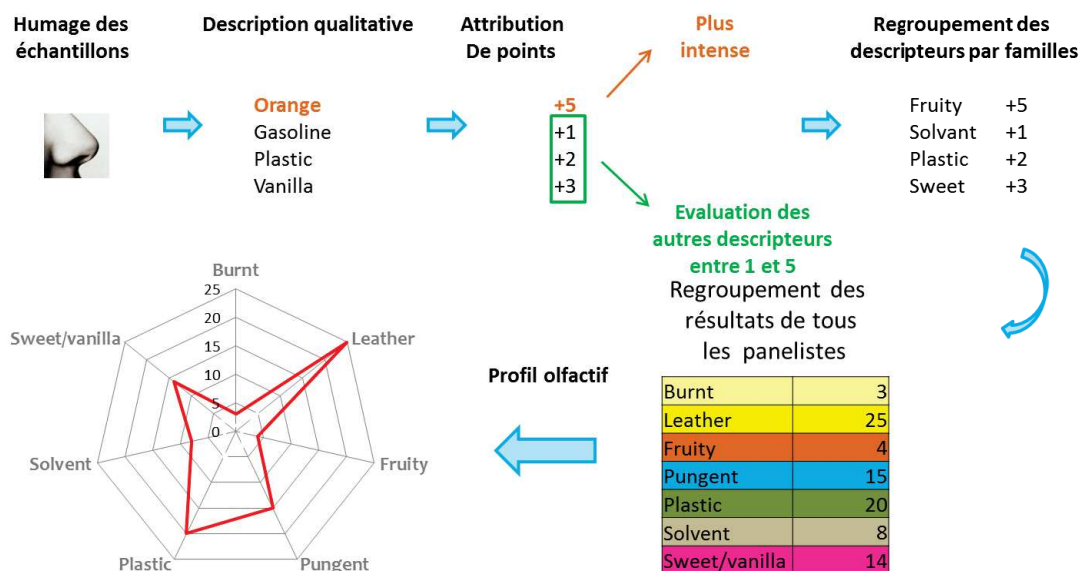 Humage des
échantillons
Description qualitative
Attribution
De points
Plus
intense
Regroupement des
descripteurs par familles
Orange
Gasoline
Plastic
Vanilla
+5
+1
+2
+3
Fruity +5
Solvant +1
Plastic +2
Sweet +3
Evaluation des
autres descripteurs
entre 1 et 5
Regroupement des
résultats de tous
les panelistes
Burnt 3
Leather 25
Fruity 4
Pungent 15
Plastic 20
Solvent 8
Sweet/vanilla 14
Profil olfactif
Burnt
Leather
Fruity
Pungent
Plastic
Solvent
Sweet/vanilla
25
20
15
10
5
0